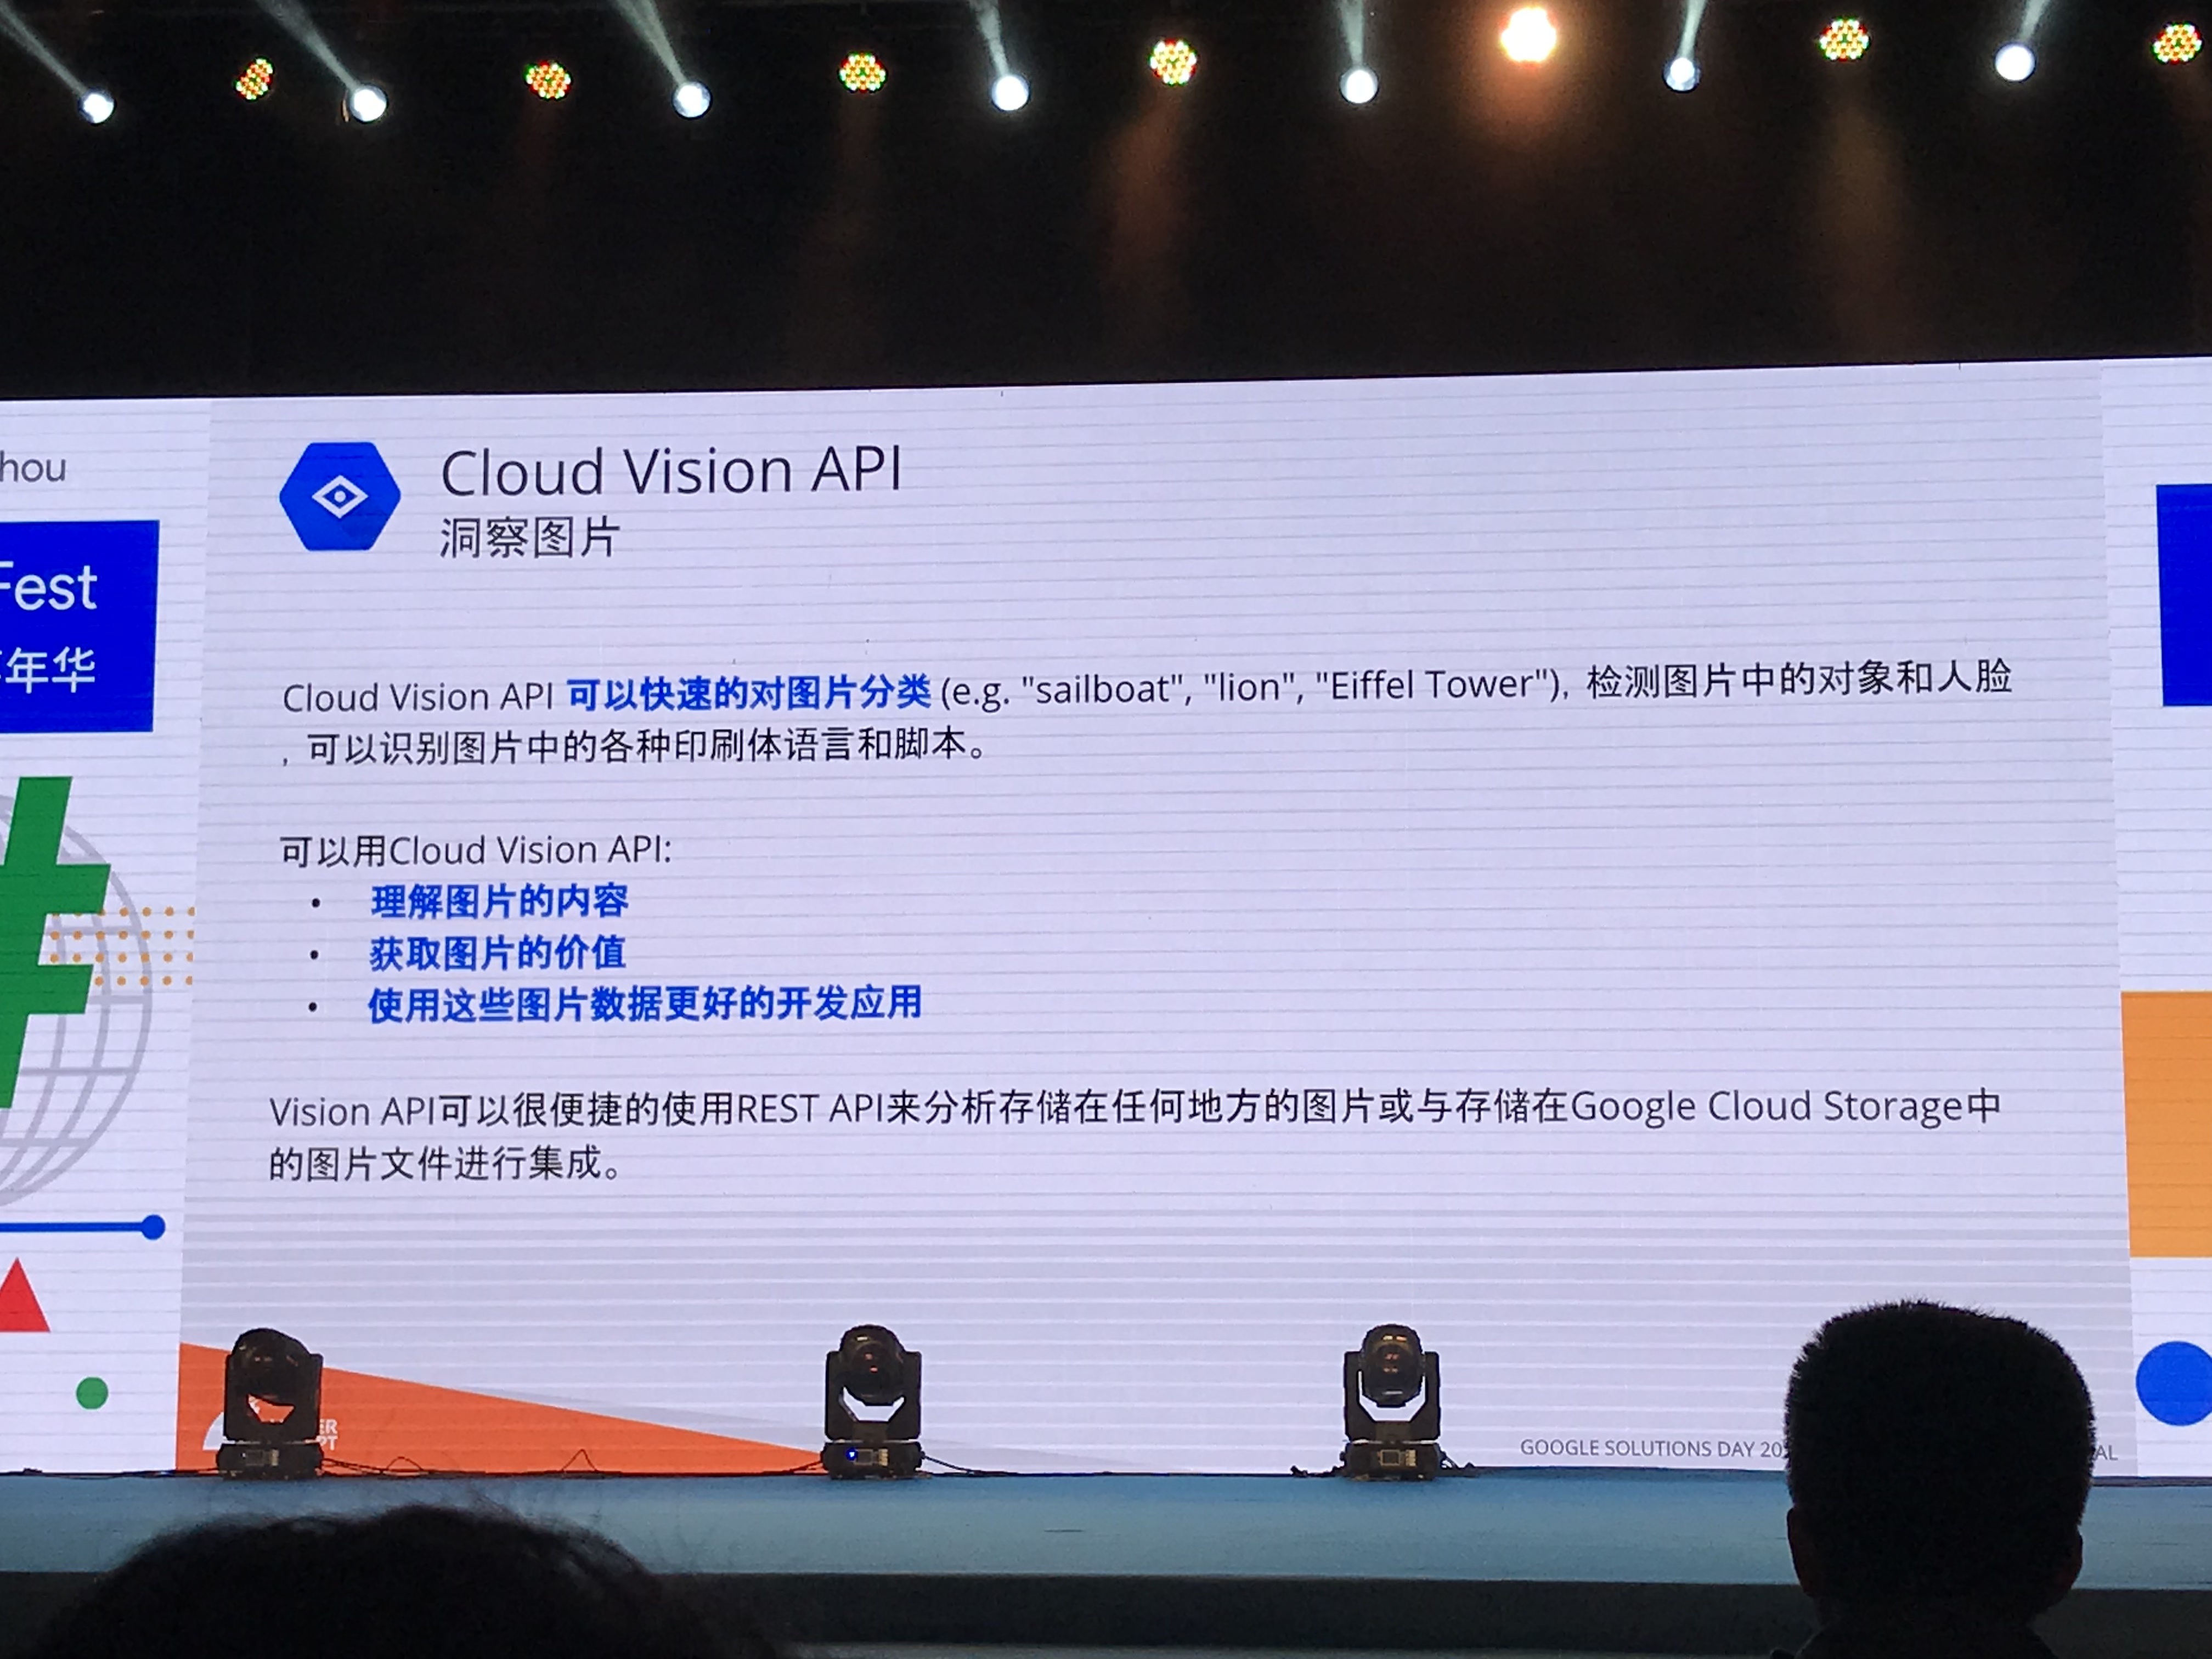 Cloud Vision API
洞察图片
Cloud Vision API 可以快速的对图片分类 (e.g. "sailboat", "lion", "Eiffel Tower"), 检测图片中的对象和人脸
, 可以识别图片中的各种印刷体语言和脚本。
可以用Cloud Vision API:
• 理解图片的内容
• 获取图片的价值
• 使用这些图片数据更好的开发应用
Vision API可以很便捷的使用REST API来分析存储在任何地方的图片或与存储在Google Cloud Storage中
的图片文件进行集成。
GOOGLE SOLUTIONS DAY
hou
Fest
年华